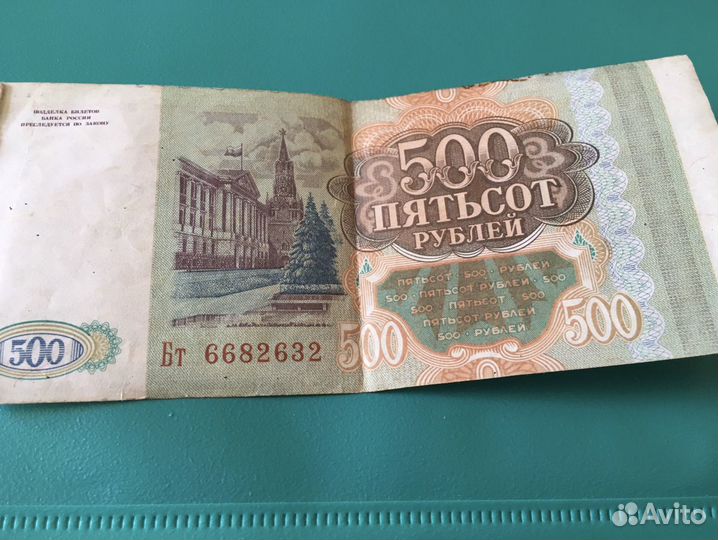 ПОДДЕЛКА БИЛЕТОВ
БАНКА РОССИИ
ПРЕСЛЕДУЕТСЯ ПО ЗАКОНУ
500
ПЯТЬСОТ
РУБЛЕЙ
ПЯТЬСОТ 500 РУБЛЕЙ
500 · ПЯТЬСОТ РУБЛЕЙ · 500
500 · ПЯТЬСОТ · 500
ПЯТЬСОТ РУБЛЕЙ
500 · РУБЛЕЙ
500
Бт 6682632
500
500
Avito